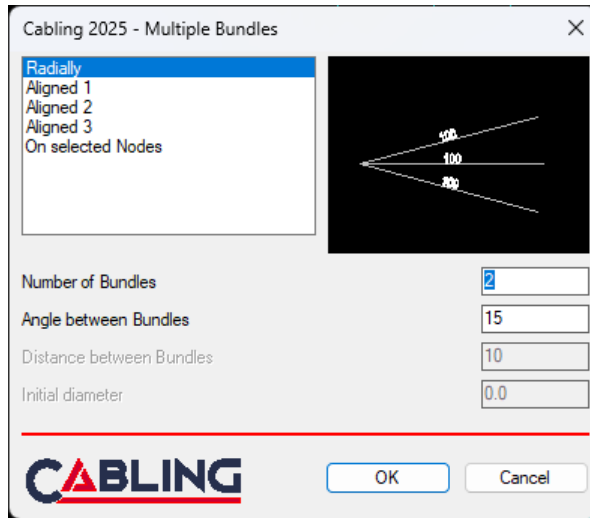 Cabling 2025 - Multiple Bundles
Radially
Aligned 1
Aligned 2
Aligned 3
On selected Nodes
100
100
Number of Bundles
2
Angle between Bundles
15
Distance between Bundles
10
Initial diameter
0.0
CABLING
OK
Cancel